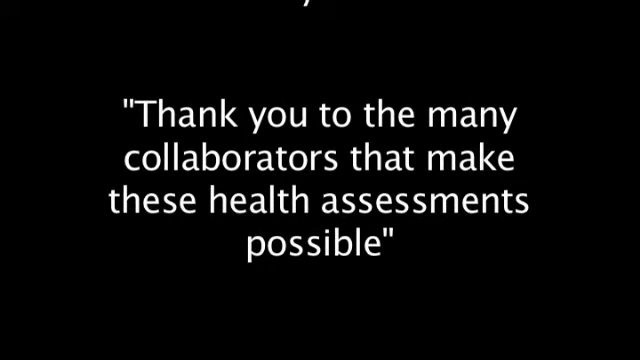 "Thank you to the many
collaborators that make
these health assessments
possible"